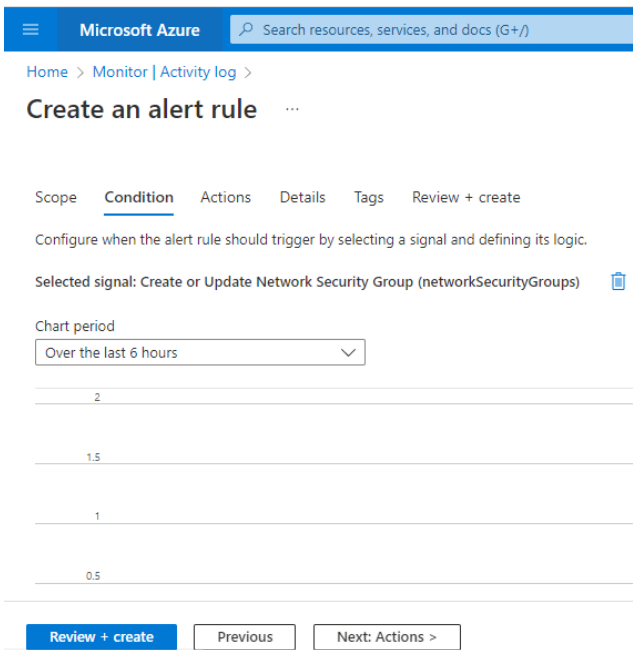 Microsoft Azure
Search resources, services, and docs (G+/)
Home > Monitor | Activity log >
Create an alert rule ...
Scope Condition Actions Details Tags Review + create
Configure when the alert rule should trigger by selecting a signal and defining its logic.
Selected signal: Create or Update Network Security Group (networkSecurityGroups)
Chart period
Over the last 6 hours
2
1.5
1
0.5
Review + create Previous Next: Actions >